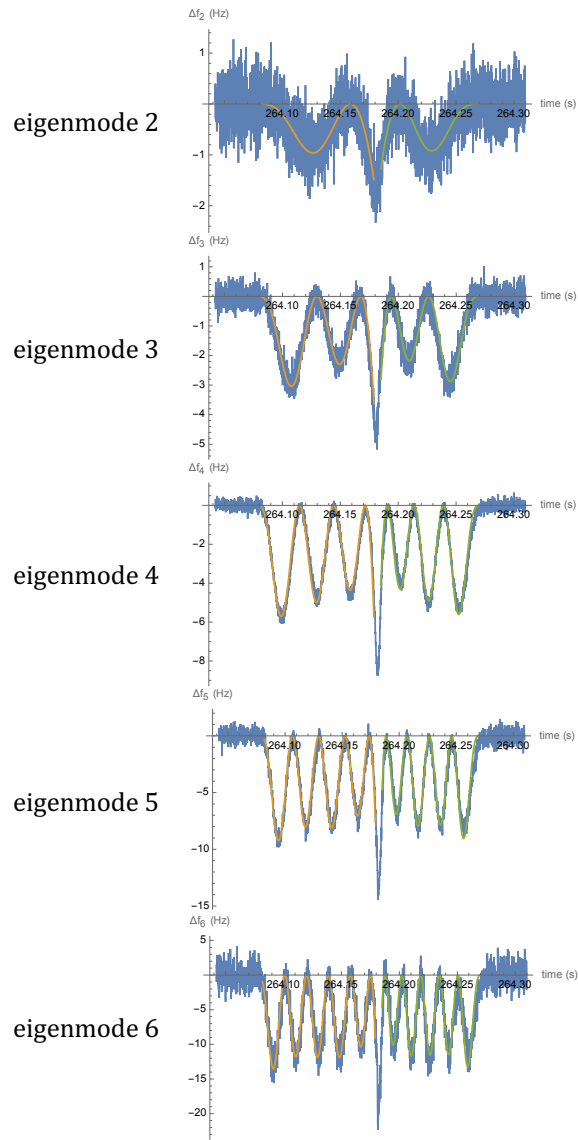 Δf₂ (Hz)
1
time (s)
264.10 264.15 264.20 264.25 264.30
eigenmode 2
-1
-2
Δf₃ (Hz)
1
time (s)
264.10 264.15 264.20 264.25 264.30
-1
eigenmode 3
-2
-3
-4
-5
Δf₄ (Hz)
time (s)
264.10 264.15 264.20 264.25 264.30
-2
eigenmode 4
-4
-6
-8
Δf₅ (Hz)
time (s)
264.10 264.15 264.20 264.25 264.30
-5
eigenmode 5
-10
-15
Δf₆ (Hz)
5
time (s)
264.10 264.15 264.20 264.25 264.30
-5
eigenmode 6
-10
-15
-20